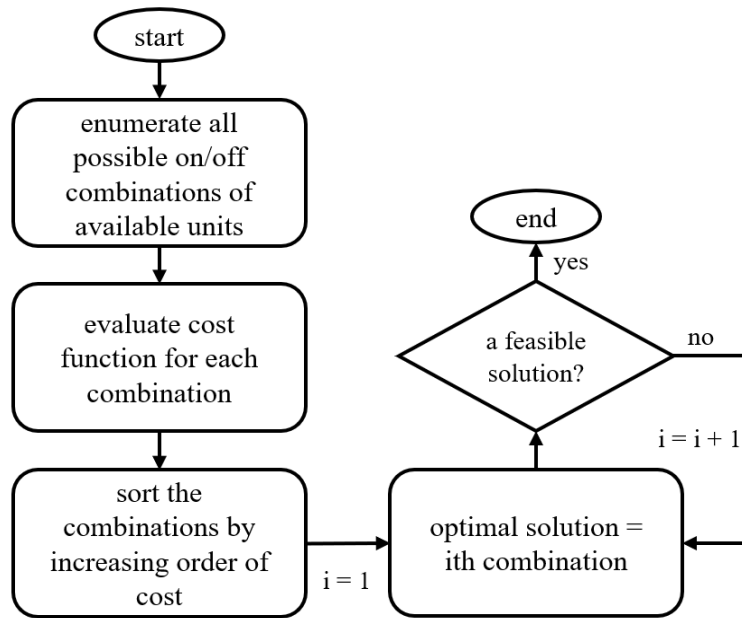 start
enumerate all
possible on/off
combinations of
available units
evaluate cost
function for each
combination
sort the
combinations by
increasing order of
cost
i = 1
optimal solution =
ith combination
a feasible
solution?
yes
end
no
i = i + 1